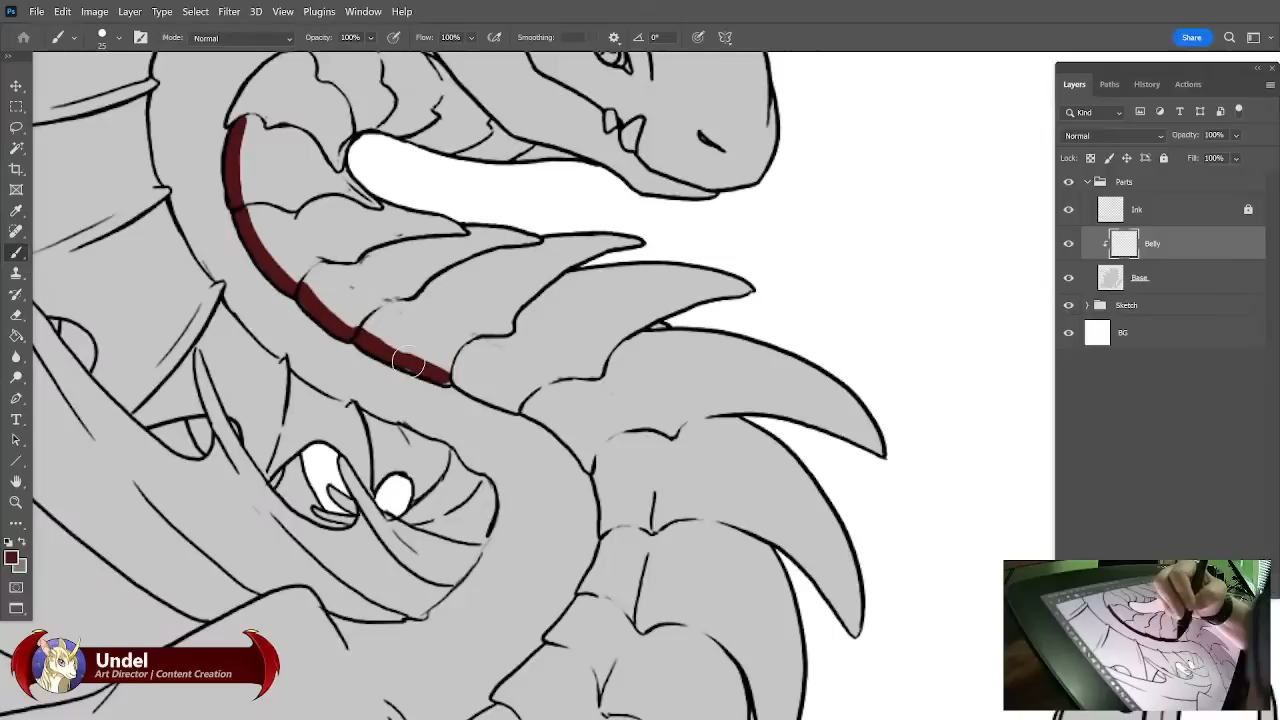 Ps File Edit Image Layer Type Select Filter 3D View Plugins Window Help
25 Mode: Normal Opacity: 100% Flow: 100% Smoothing: 0° Share
Layers Paths History Actions
Kind
Normal Opacity: 100%
Lock: Fill: 100%
Parts
Ink
Belly
Base
Sketch
BG
Undel
Art Director | Content Creation